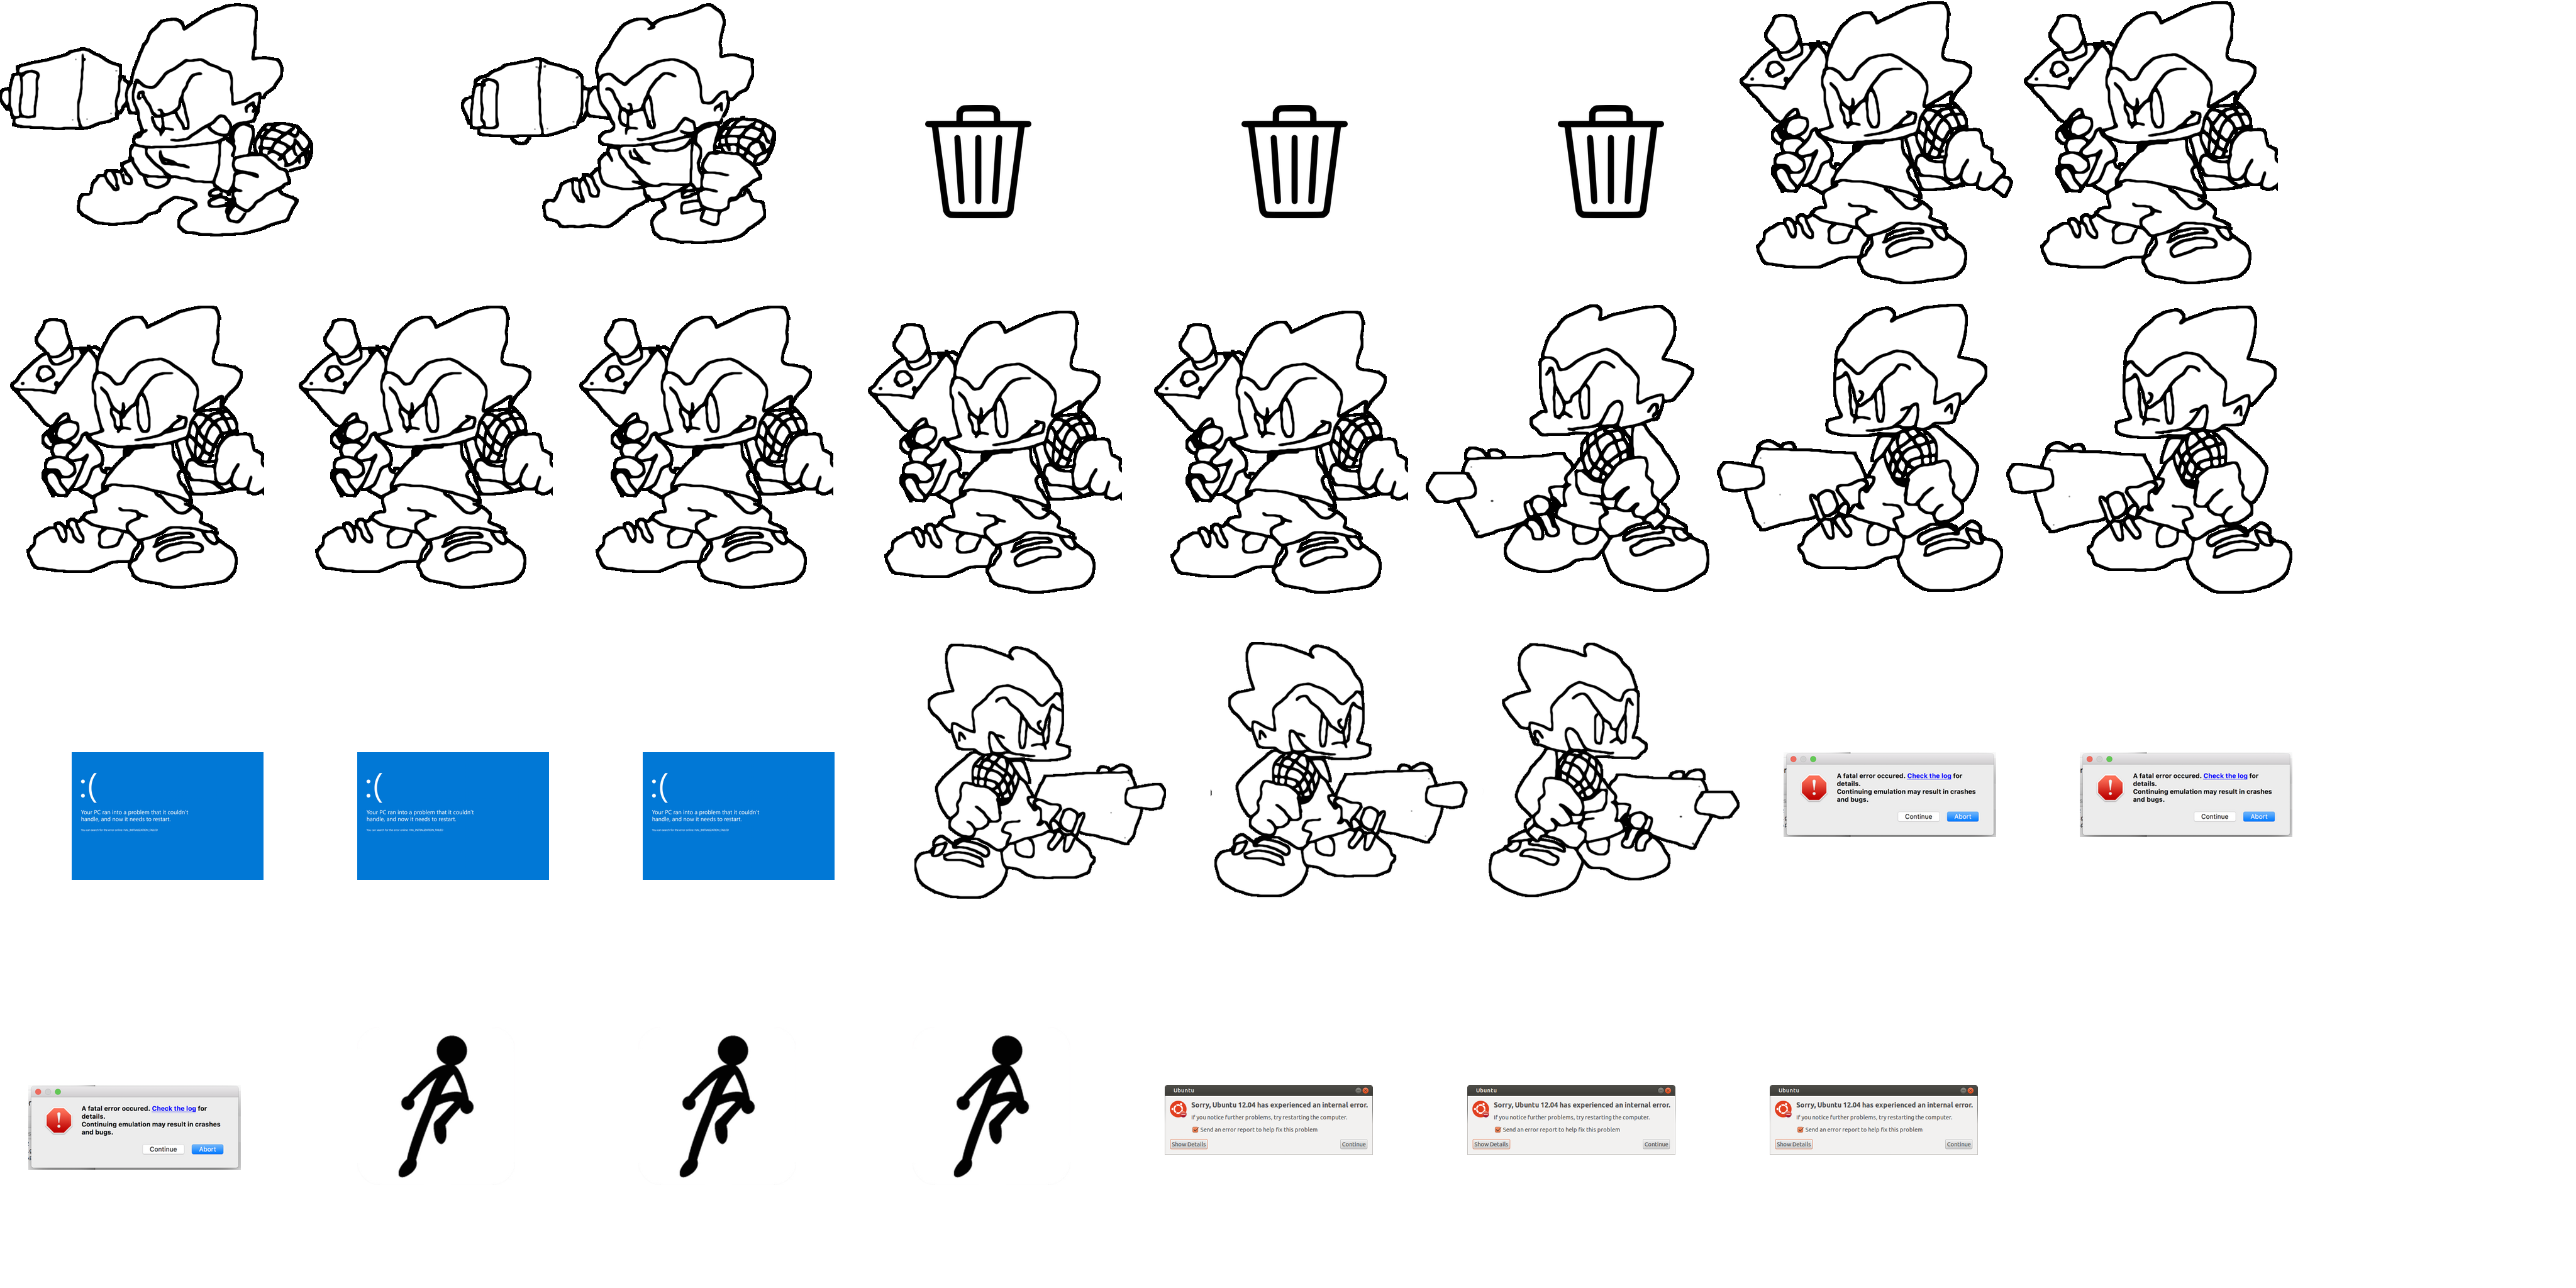 :(
Your PC ran into a problem that it couldn't
handle, and now it needs to restart.
:(
Your PC ran into a problem that it couldn't
handle, and now it needs to restart.
:(
Your PC ran into a problem that it couldn't
handle, and now it needs to restart.
A fatal error occured. Check the log for
details.
Continuing emulation may result in crashes
and bugs.
Continue
Abort
A fatal error occured. Check the log for
details.
Continuing emulation may result in crashes
and bugs.
Continue
Abort
A fatal error occured. Check the log for
details.
Continuing emulation may result in crashes
and bugs.
Continue
Abort
Ubuntu
Sorry, Ubuntu 12.04 has experienced an internal error.
If you notice further problems, try restarting the computer.
Send an error report to help fix this problem
Show Details
Continue
Ubuntu
Sorry, Ubuntu 12.04 has experienced an internal error.
If you notice further problems, try restarting the computer.
Send an error report to help fix this problem
Show Details
Continue
Ubuntu
Sorry, Ubuntu 12.04 has experienced an internal error.
If you notice further problems, try restarting the computer.
Send an error report to help fix this problem
Show Details
Continue